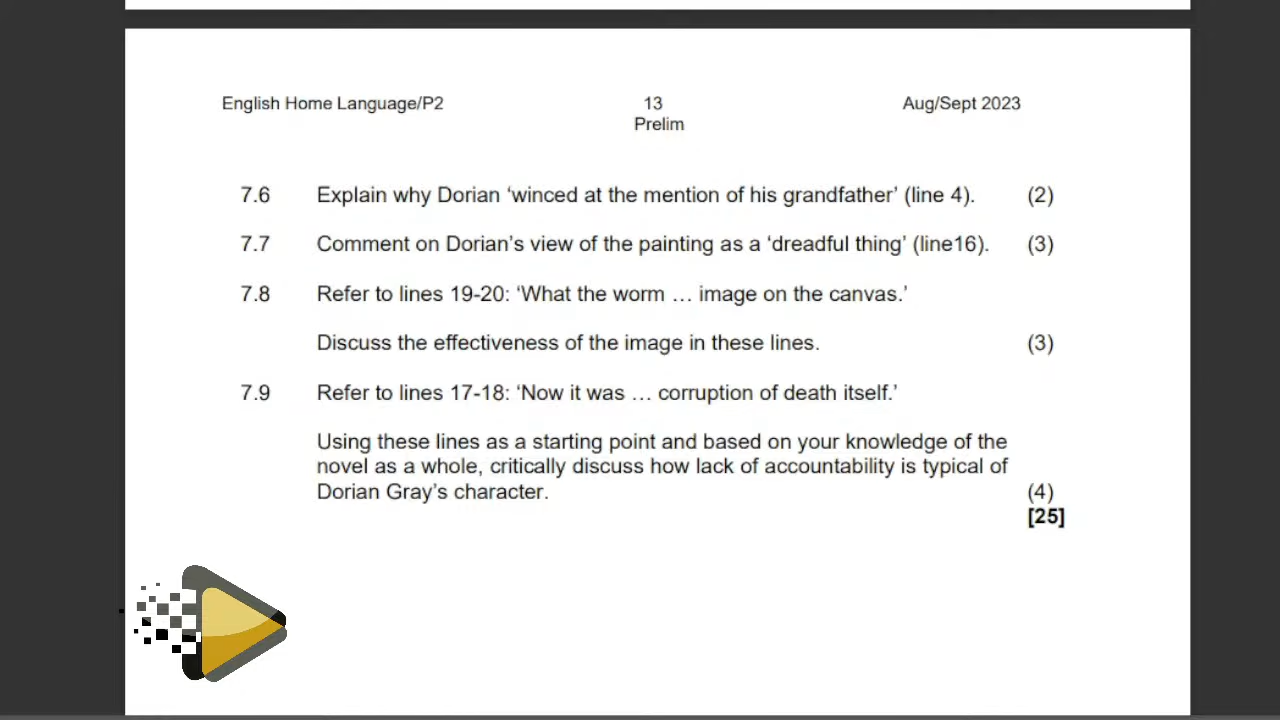 English Home Language/P2 13 Aug/Sept 2023
Prelim
7.6 Explain why Dorian ‘winced at the mention of his grandfather’ (line 4). (2)
7.7 Comment on Dorian’s view of the painting as a ‘dreadful thing’ (line16). (3)
7.8 Refer to lines 19-20: ‘What the worm … image on the canvas.’
Discuss the effectiveness of the image in these lines. (3)
7.9 Refer to lines 17-18: ‘Now it was … corruption of death itself.’
Using these lines as a starting point and based on your knowledge of the
novel as a whole, critically discuss how lack of accountability is typical of
Dorian Gray’s character. (4)
[25]